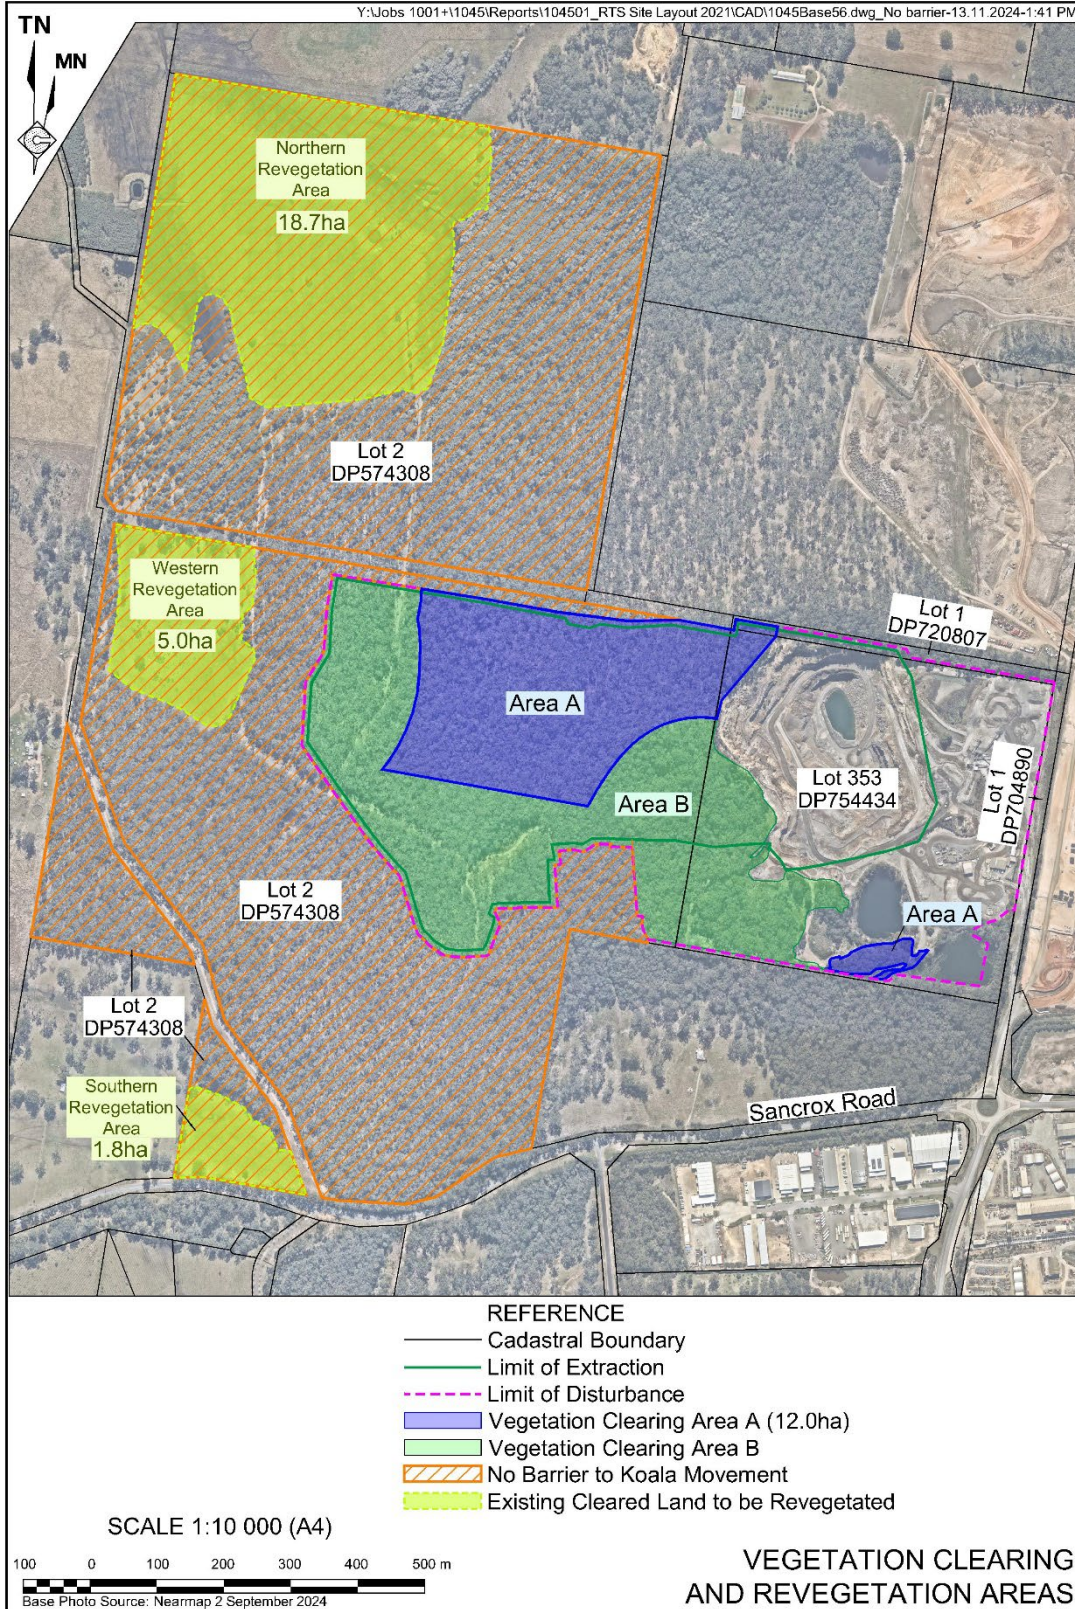 Y:\Jobs 1001+\1045\Reports\104501_RTS Site Layout 2021\CAD\1045Base56.dwg_No barrier-13.11.2024-1:41 PM
TN
MN
Northern
Revegetation
Area
18.7ha
Lot 2
DP574308
Western
Revegetation
Area
5.0ha
Lot 1
DP720807
Area A
Lot 353
DP754434
Lot 1
DP704890
Area B
Lot 2
DP574308
Area A
Lot 2
DP574308
Southern
Revegetation
Area
1.8ha
Sancrox Road
REFERENCE
Cadastral Boundary
Limit of Extraction
Limit of Disturbance
Vegetation Clearing Area A (12.0ha)
Vegetation Clearing Area B
No Barrier to Koala Movement
Existing Cleared Land to be Revegetated
SCALE 1:10 000 (A4)
100 0 100 200 300 400 500 m
Base Photo Source: Nearmap 2 September 2024
VEGETATION CLEARING
AND REVEGETATION AREAS